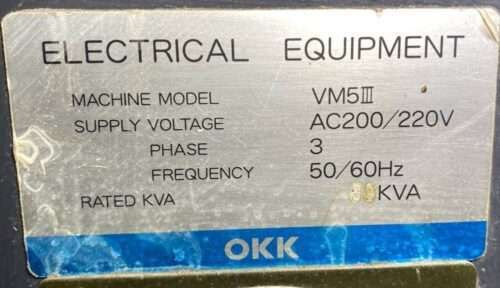 ELECTRICAL EQUIPMENT
MACHINE MODEL VM5Ⅲ
SUPPLY VOLTAGE AC200/220V
PHASE 3
FREQUENCY 50/60Hz
RATED KVA KVA
OKK